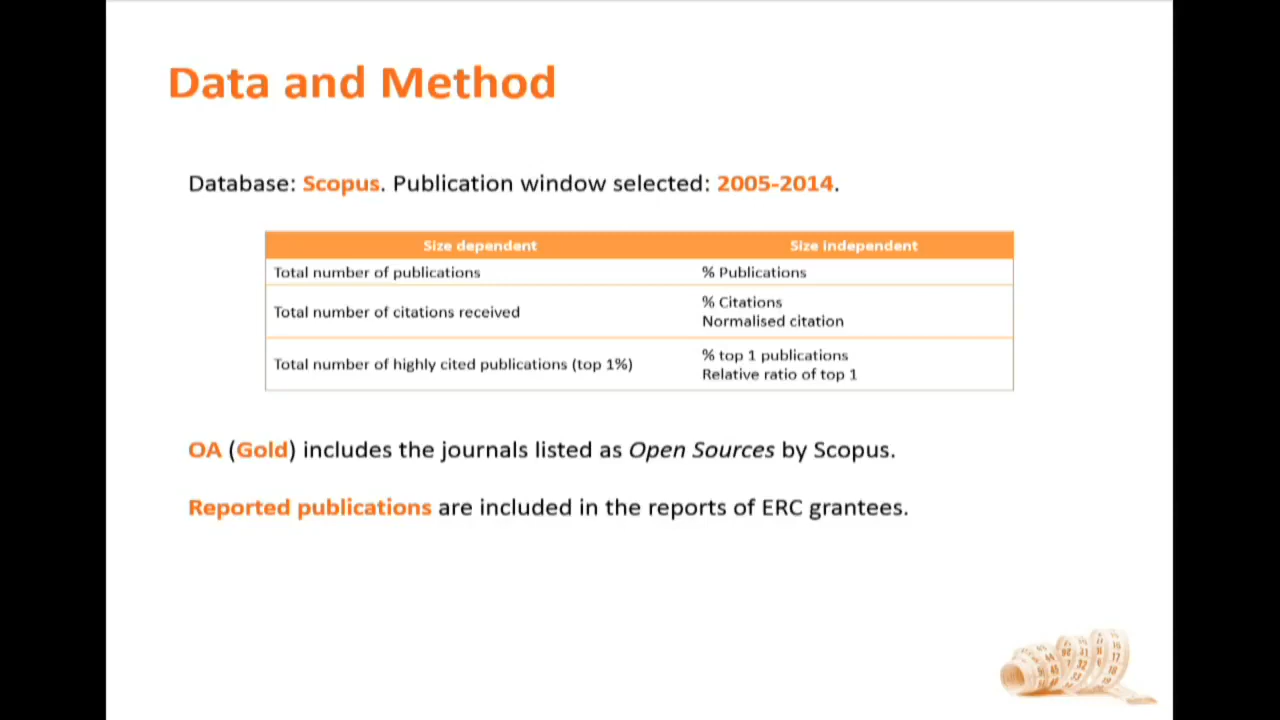 Data and Method
Database: Scopus. Publication window selected: 2005-2014.
Size dependent Size independent
Total number of publications % Publications
Total number of citations received % Citations
Normalised citation
Total number of highly cited publications (top 1%) % top 1 publications
Relative ratio of top 1
OA (Gold) includes the journals listed as Open Sources by Scopus.
Reported publications are included in the reports of ERC grantees.